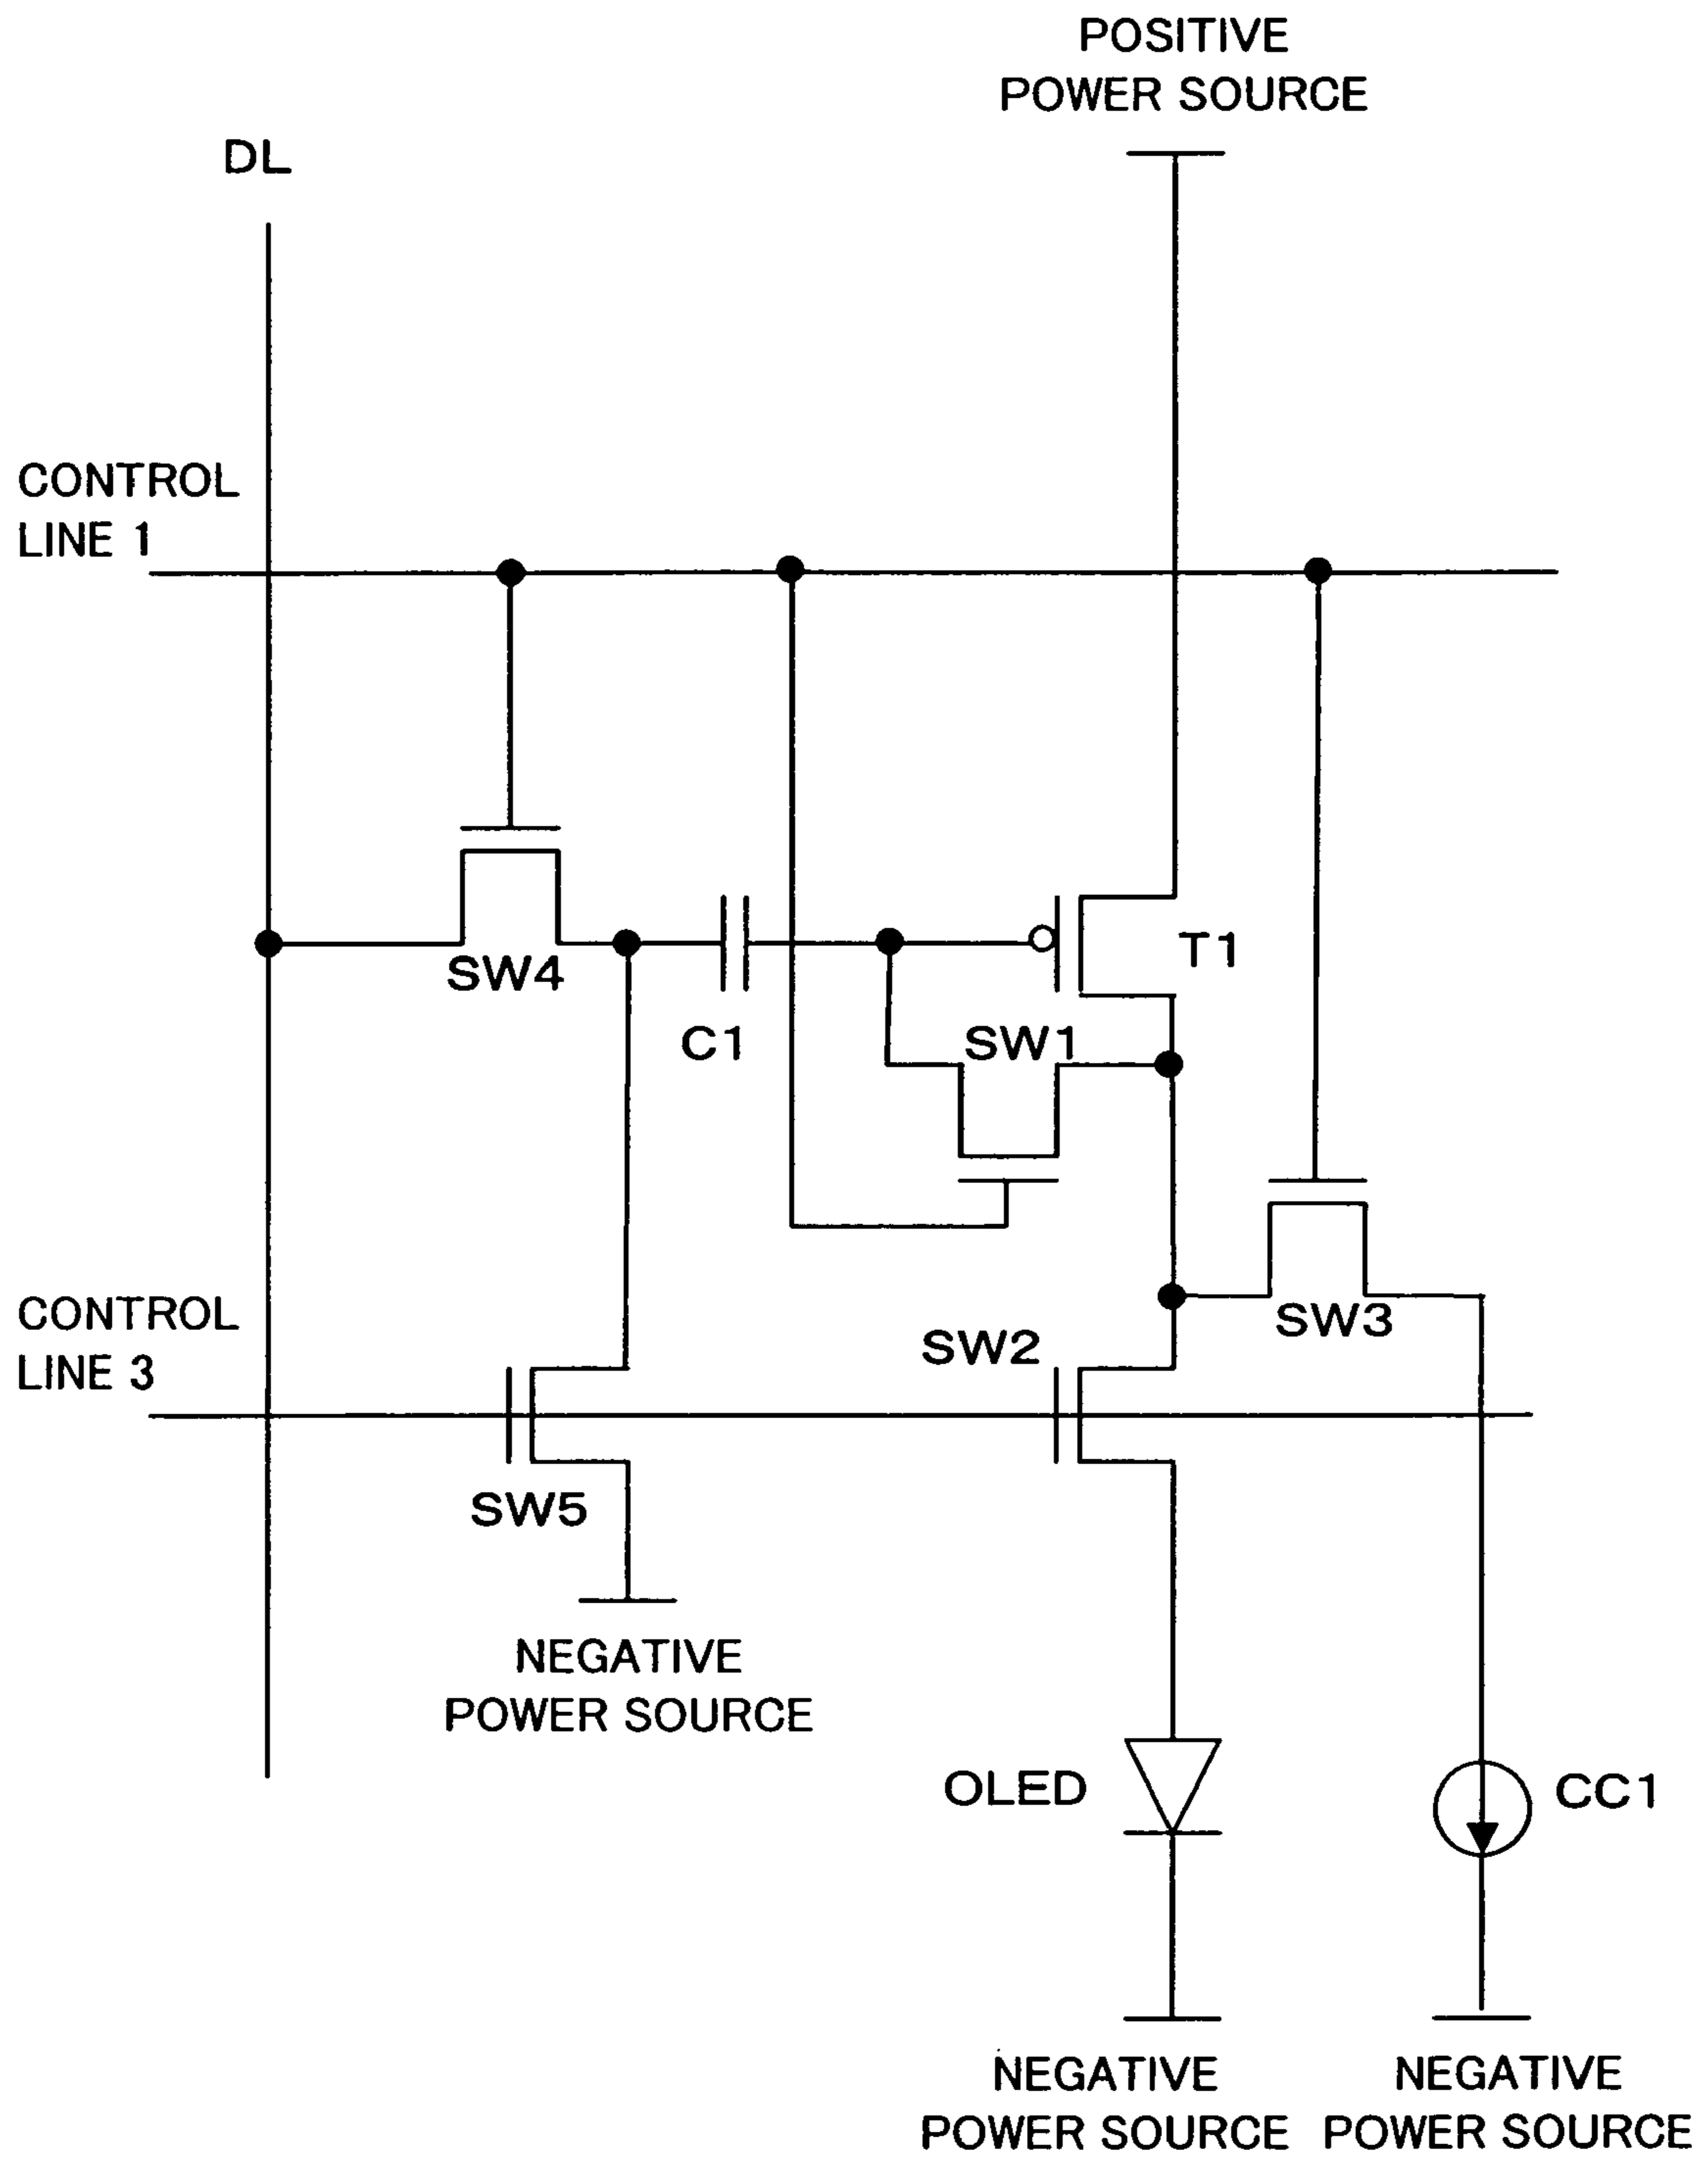 POSITIVE
POWER SOURCE
DL
CONTROL
LINE 1
SW4
T1
C1
SW1
CONTROL
LINE 3
SW2
SW3
SW5
NEGATIVE
POWER SOURCE
OLED
CC1
NEGATIVE
POWER SOURCE
NEGATIVE
POWER SOURCE